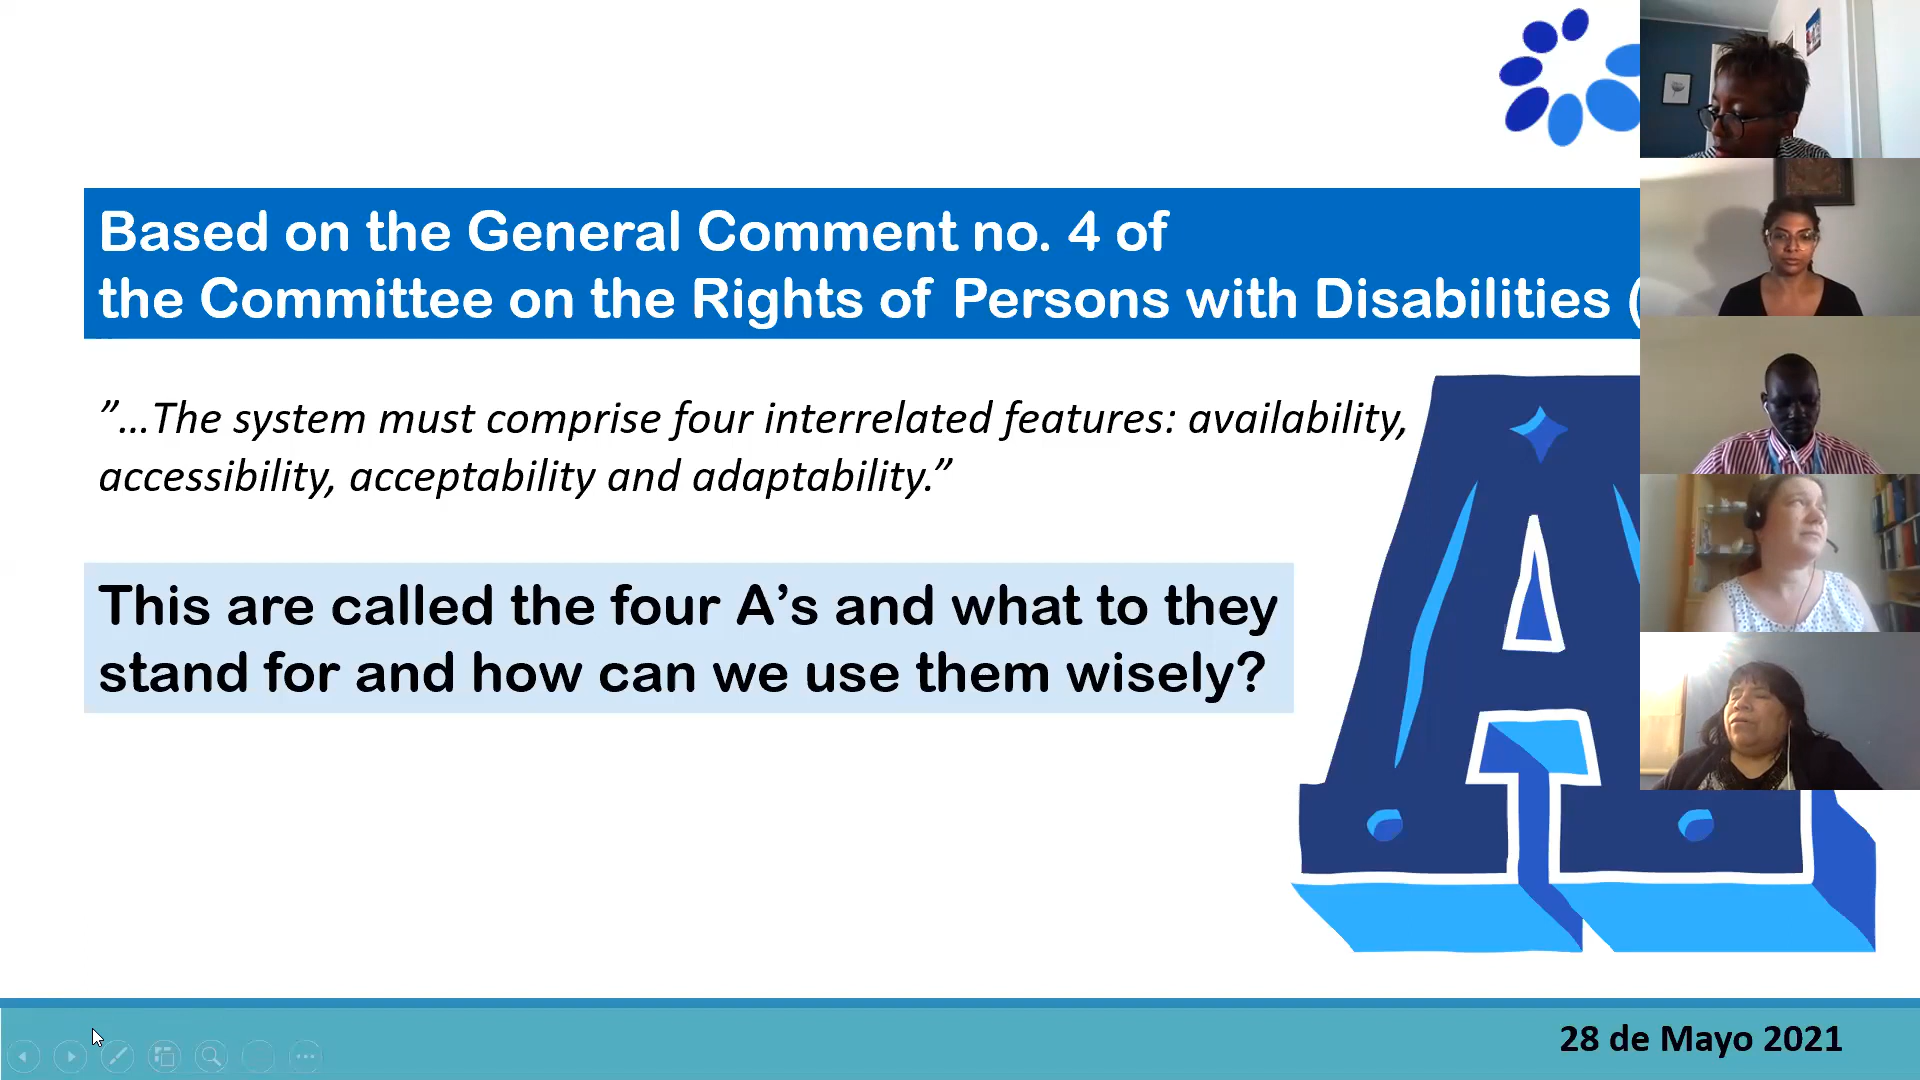 Based on the General Comment no. 4 of
the Committee on the Rights of Persons with Disabilities (
”…The system must comprise four interrelated features: availability,
accessibility, acceptability and adaptability.”
This are called the four A’s and what to they
stand for and how can we use them wisely?
A
28 de Mayo 2021